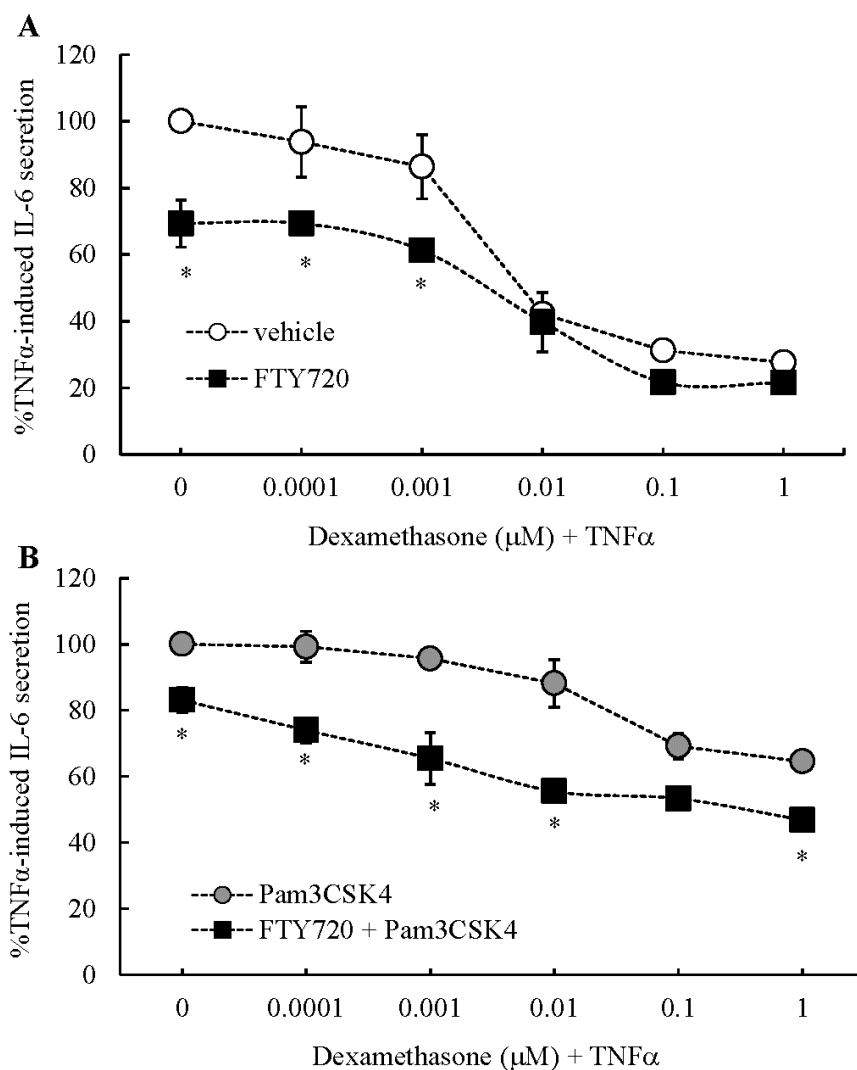 A
%TNFα-induced IL-6 secretion
120
100
80
60
40
20
0
*
*
*
vehicle
FTY720
0 0.0001 0.001 0.01 0.1 1
Dexamethasone (μM) + TNFα
B
%TNFα-induced IL-6 secretion
120
100
80
60
40
20
0
*
*
*
*
*
Pam3CSK4
FTY720 + Pam3CSK4
0 0.0001 0.001 0.01 0.1 1
Dexamethasone (μM) + TNFα